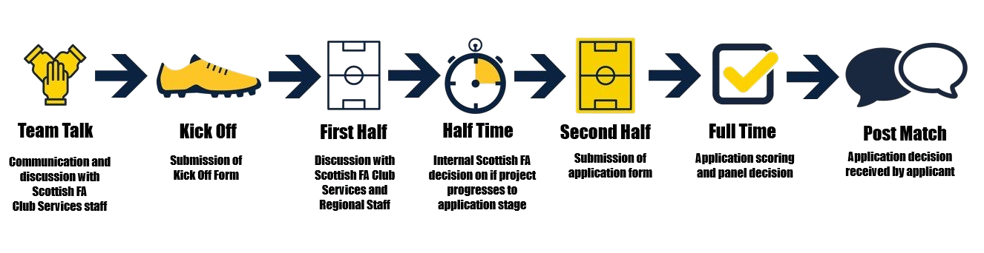 Team Talk
Communication and
discussion with
Scottish FA
Club Services staff
Kick Off
Submission of
Kick Off Form
First Half
Discussion with
Scottish FA Club
Services and
Regional Staff
Half Time
Internal Scottish FA
decision on if project
progresses to
application stage
Second Half
Submission of
application form
Full Time
Application scoring
and panel decision
Post Match
Application decision
received by applicant